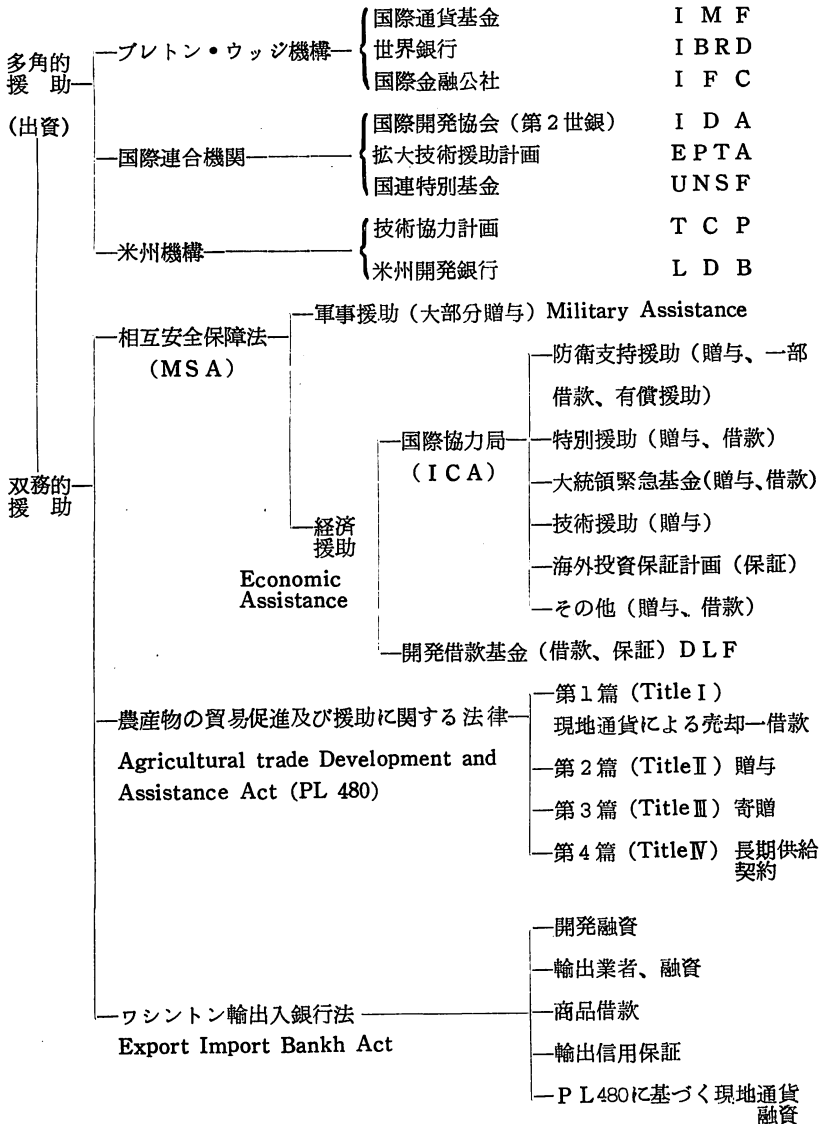 多角的援助
(出資)
ブレトン・ウッジ機構
国際通貨基金 IMF
世界銀行 IBRD
国際金融公社 IFC
国際連合機関
国際開発協会（第2世銀） IDA
拡大技術援助計画 EPTA
国連特別基金 UNSF
米州機構
技術協力計画 TCP
米州開発銀行 LDB
双務的援助
相互安全保障法
(MSA)
軍事援助（大部分贈与）Military Assistance
経済援助
Economic
Assistance
国際協力局
(ICA)
防衛支持援助（贈与、一部
借款、有償援助）
特別援助（贈与、借款）
大統領緊急基金(贈与、借款)
技術援助（贈与）
海外投資保証計画（保証）
その他（贈与、借款）
開発借款基金（借款、保証）DLF
農産物の貿易促進及び援助に関する法律
Agricultural trade Development and
Assistance Act (PL 480)
第1篇（Title I）
現地通貨による売却―借款
第2篇（TitleⅡ）贈与
第3篇（TitleⅢ）寄贈
第4篇（TitleⅣ）長期供給
契約
ワシントン輸出入銀行法
Export Import Bankh Act
開発融資
輸出業者、融資
商品借款
輸出信用保証
PL480に基づく現地通貨
融資